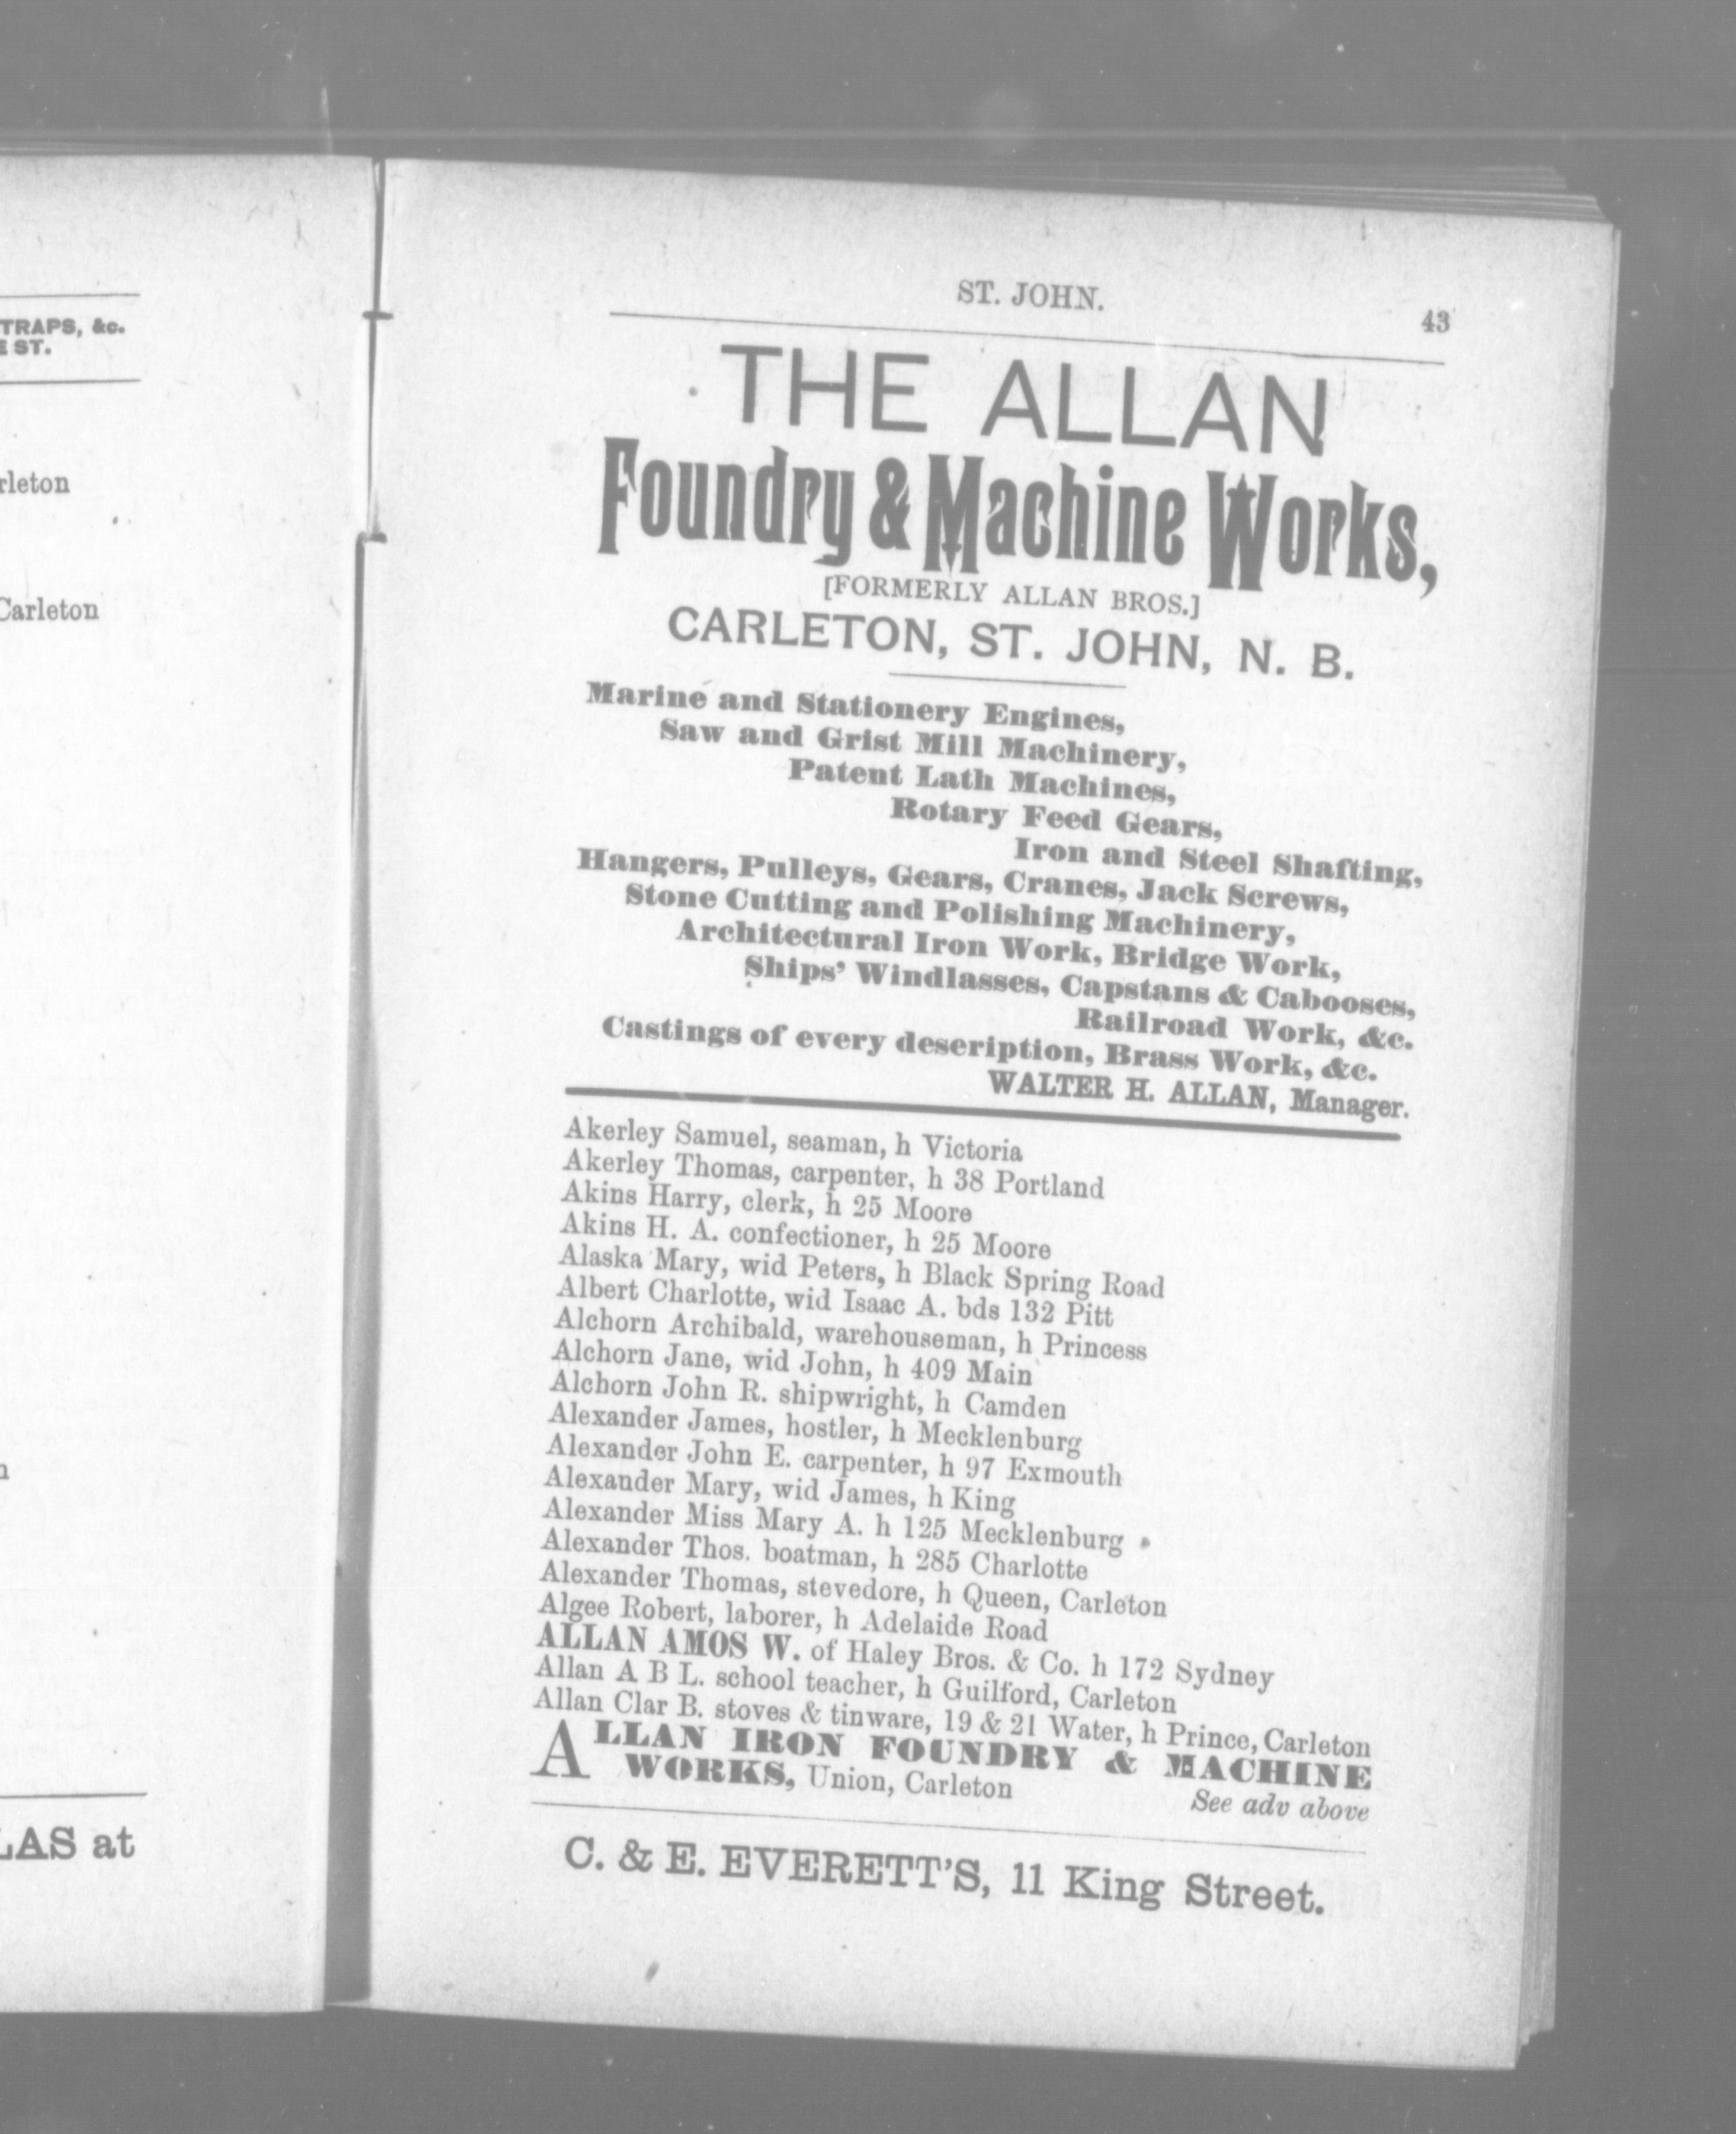 TRAPS, &c.
E ST.
rleton
Carleton
n
LAS at
ST. JOHN.
43
THE ALLAN
Foundry & Machine Works,
[FORMERLY ALLAN BROS.]
CARLETON, ST. JOHN, N. B.
Marine and Stationery Engines,
Saw and Grist Mill Machinery,
Patent Lath Machines,
Rotary Feed Gears,
Iron and Steel Shafting,
Hangers, Pulleys, Gears, Cranes, Jack Screws,
Stone Cutting and Polishing Machinery,
Architectural Iron Work, Bridge Work,
Ships' Windlasses, Capstans & Cabooses,
Railroad Work, &c.
Castings of every deseription, Brass Work, &c.
WALTER H. ALLAN, Manager.
Akerley Samuel, seaman, h Victoria
Akerley Thomas, carpenter, h 38 Portland
Akins Harry, clerk, h 25 Moore
Akins H. A. confectioner, h 25 Moore
Alaska Mary, wid Peters, h Black Spring Road
Albert Charlotte, wid Isaac A. bds 132 Pitt
Alchorn Archibald, warehouseman, h Princess
Alchorn Jane, wid John, h 409 Main
Alchorn John R. shipwright, h Camden
Alexander James, hostler, h Mecklenburg
Alexander John E. carpenter, h 97 Exmouth
Alexauder Mary, wid James, h King
Alexander Miss Mary A. h 125 Mecklenburg
Alexander Thos. boatman, h 285 Charlotte
Alexander Thomas, stevedore, h Queen, Carleton
Algee Robert, laborer, h Adelaide Road
ALLAN AMOS W. of Haley Bros. & Co. h 172 Sydney
Allan A B L. school teacher, h Guilford, Carleton
Allan Clar B. stoves & tinware, 19 & 21 Water, h Prince, Carleton
ALLAN IRON FOUNDRY & MACHINE
WORKS, Union, Carleton See adv above
C. & E. EVERETT'S, 11 King Street.